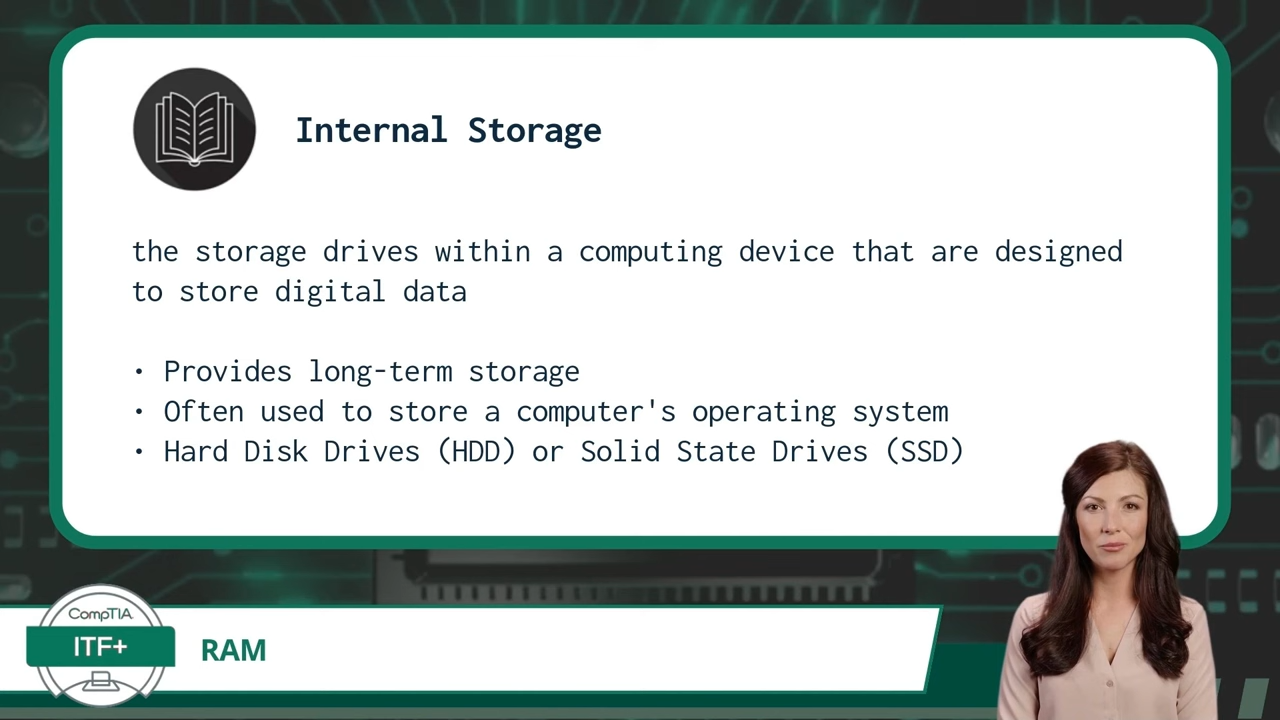 Internal Storage
the storage drives within a computing device that are designed
to store digital data
• Provides long-term storage
• Often used to store a computer's operating system
• Hard Disk Drives (HDD) or Solid State Drives (SSD)
CompTIA.
ITF+
RAM